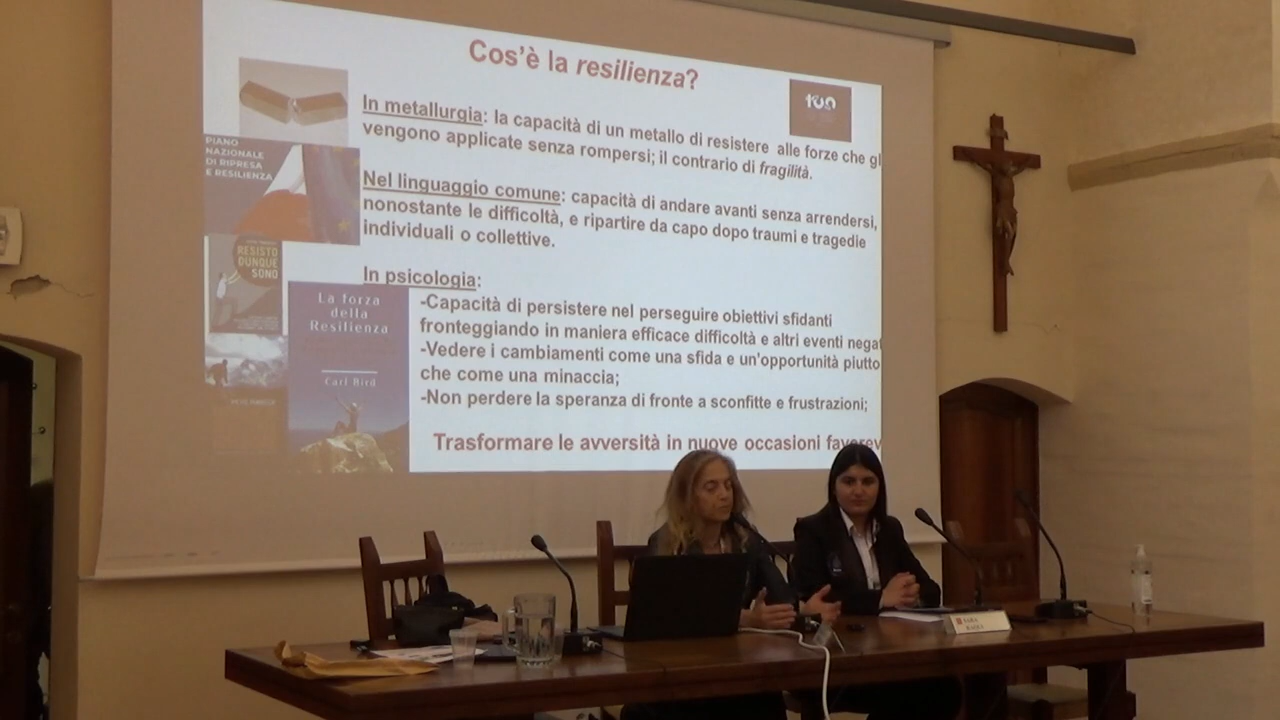 Cos'è la resilienza?
100
In metallurgia: la capacità di un metallo di resistere alle forze che gl
vengono applicate senza rompersi; il contrario di fragilità.
PIANO
NAZIONALE
DI RIPRESA
E RESILIENZA
Nel linguaggio comune: capacità di andare avanti senza arrendersi,
nonostante le difficoltà, e ripartire da capo dopo traumi e tragedie
individuali o collettive.
RESISTO
DUNQUE
SONO
In psicologia:
La forza
della
Resilienza
Carl Bird
-Capacità di persistere nel perseguire obiettivi sfidanti
fronteggiando in maniera efficace difficoltà e altri eventi negat
-Vedere i cambiamenti come una sfida e un'opportunità piutto
che come una minaccia;
-Non perdere la speranza di fronte a sconfitte e frustrazioni;
Trasformare le avversità in nuove occasioni favorev